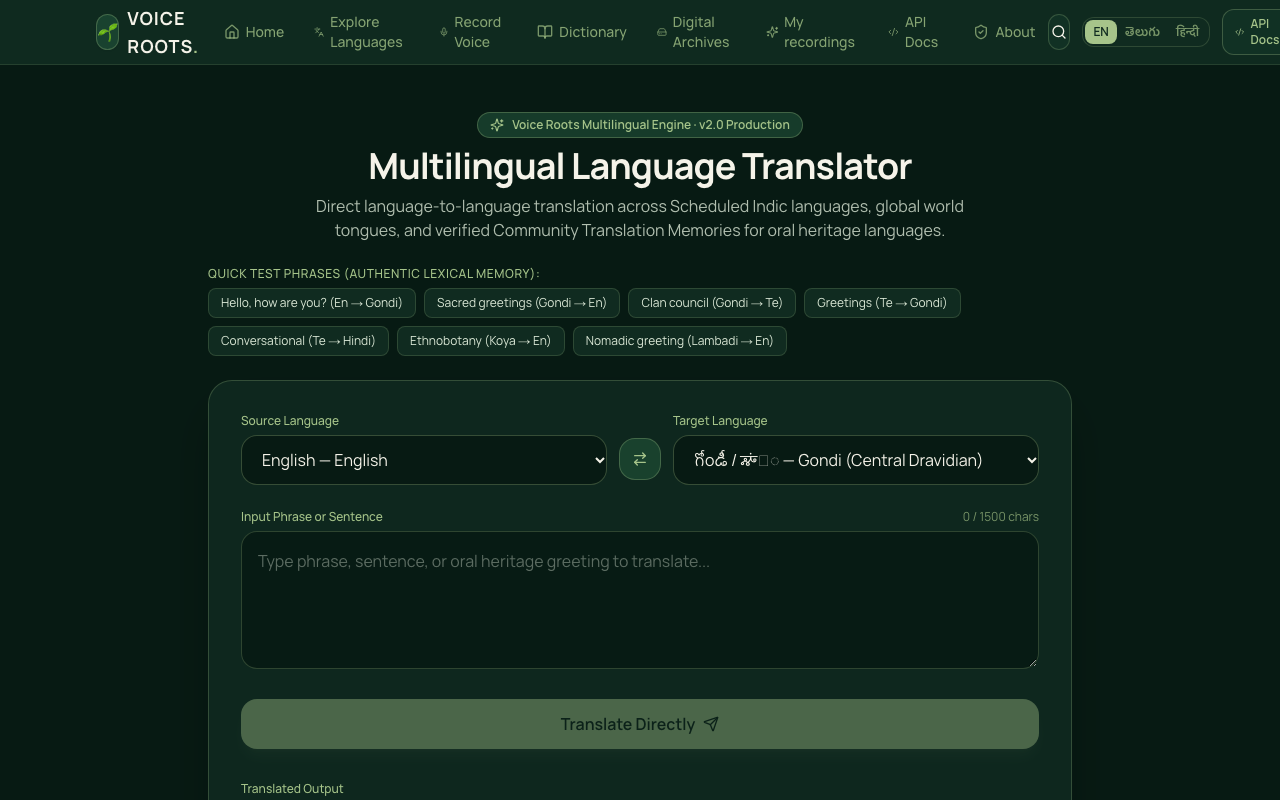 VOICE ROOTS.
Home
Explore Languages
Record Voice
Dictionary
Digital Archives
My recordings
API Docs
About
EN
తెలుగు
हिन्दी
API Docs
Voice Roots Multilingual Engine · v2.0 Production
Multilingual Language Translator
Direct language-to-language translation across Scheduled Indic languages, global world
tongues, and verified Community Translation Memories for oral heritage languages.
QUICK TEST PHRASES (AUTHENTIC LEXICAL MEMORY):
Hello, how are you? (En → Gondi)
Sacred greetings (Gondi → En)
Clan council (Gondi → Te)
Greetings (Te → Gondi)
Conversational (Te → Hindi)
Ethnobotany (Koya → En)
Nomadic greeting (Lambadi → En)
Source Language
Target Language
English — English
గోండీ / — Gondi (Central Dravidian)
Input Phrase or Sentence
0 / 1500 chars
Type phrase, sentence, or oral heritage greeting to translate...
Translate Directly
Translated Output